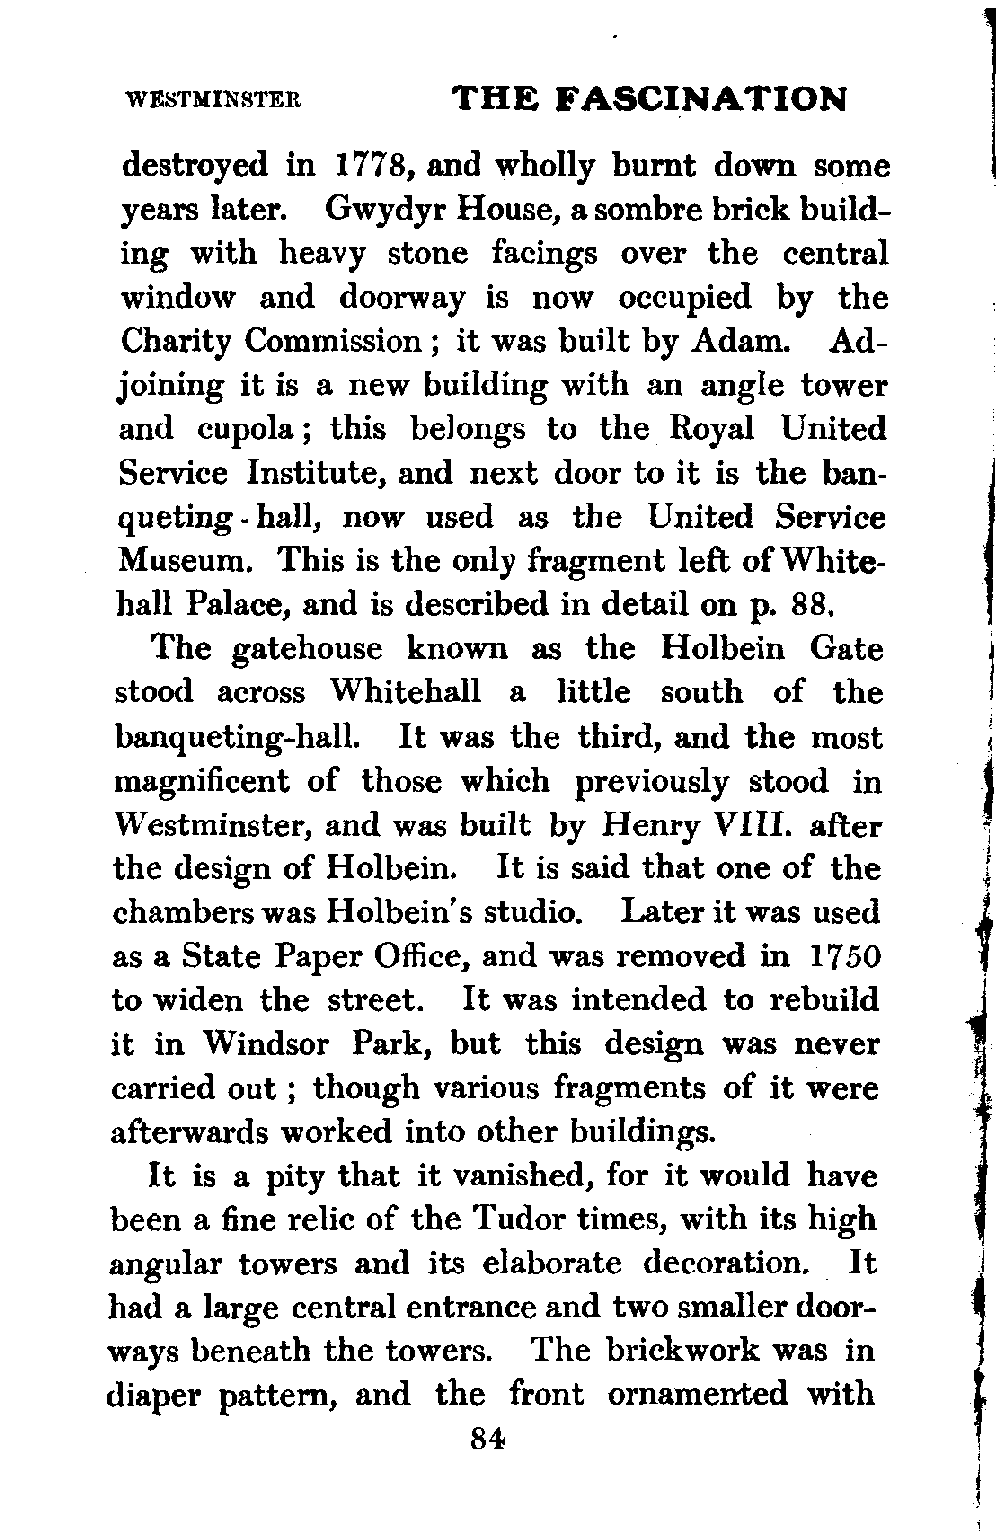 WESTMINSTER THE FASCINATION
destroyed in 1778, and wholly burnt down some
years later. Gwydyr House, a sombre brick build-
ing with heavy stone facings over the central
window and doorway is now occupied by the
Charity Commission ; it was built by Adam. Ad-
joining it is a new building with an angle tower
and cupola ; this belongs to the Royal United
Service Institute, and next door to it is the ban-
queting-hall, now used as the United Service
Museum. This is the only fragment left of White-
hall Palace, and is described in detail on p. 88.
The gatehouse known as the Holbein Gate
stood across Whitehall a little south of the
banqueting-hall. It was the third, and the most
magnificent of those which previously stood in
Westminster, and was built by Henry VIII. after
the design of Holbein. It is said that one of the
chambers was Holbein's studio. Later it was used
as a State Paper Office, and was removed in 1750
to widen the street. It was intended to rebuild
it in Windsor Park, but this design was never
carried out ; though various fragments of it were
afterwards worked into other buildings.
It is a pity that it vanished, for it would have
been a fine relic of the Tudor times, with its high
angular towers and its elaborate decoration. It
had a large central entrance and two smaller door-
ways beneath the towers. The brickwork was in
diaper pattern, and the front ornamented with
84